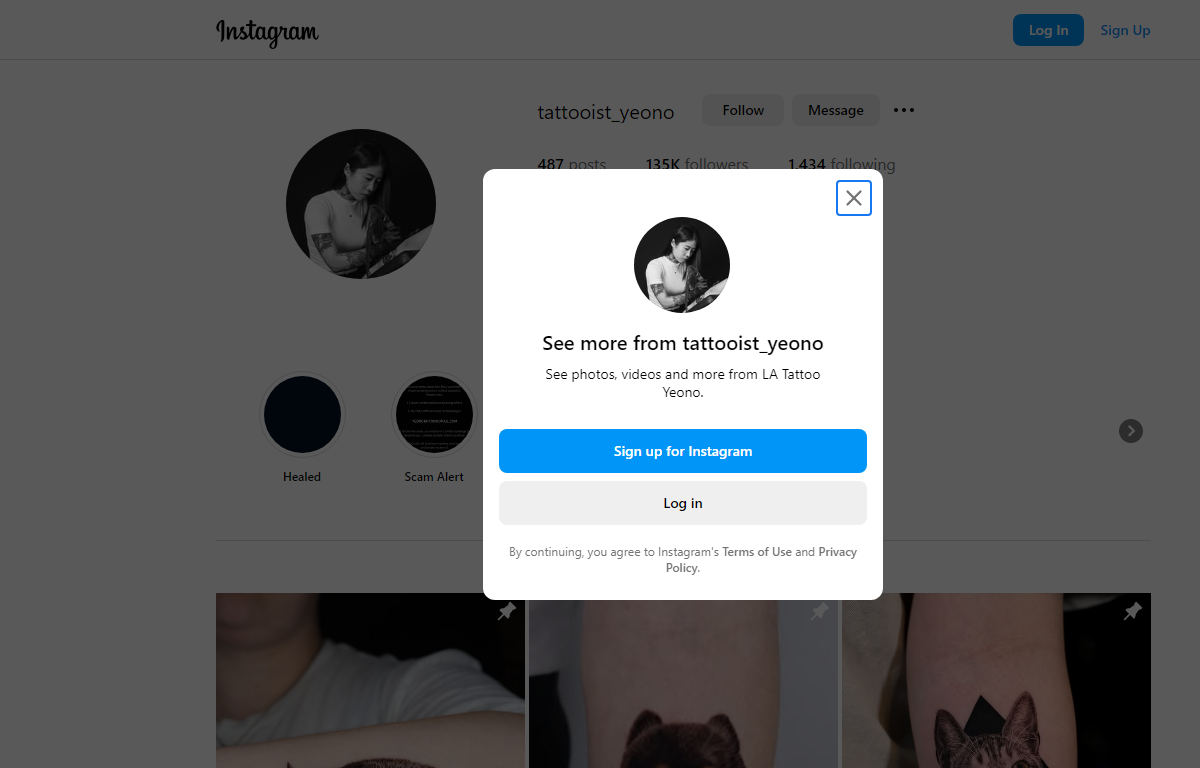 Instagram
Log In
Sign Up
tattooist_yeono
Follow
Message
487 posts
135K followers
1,434 following
See more from tattooist_yeono
See photos, videos and more from LA Tattoo
Yeono.
Sign up for Instagram
Log in
By continuing, you agree to Instagram's Terms of Use and Privacy
Policy.
Healed
Scam Alert